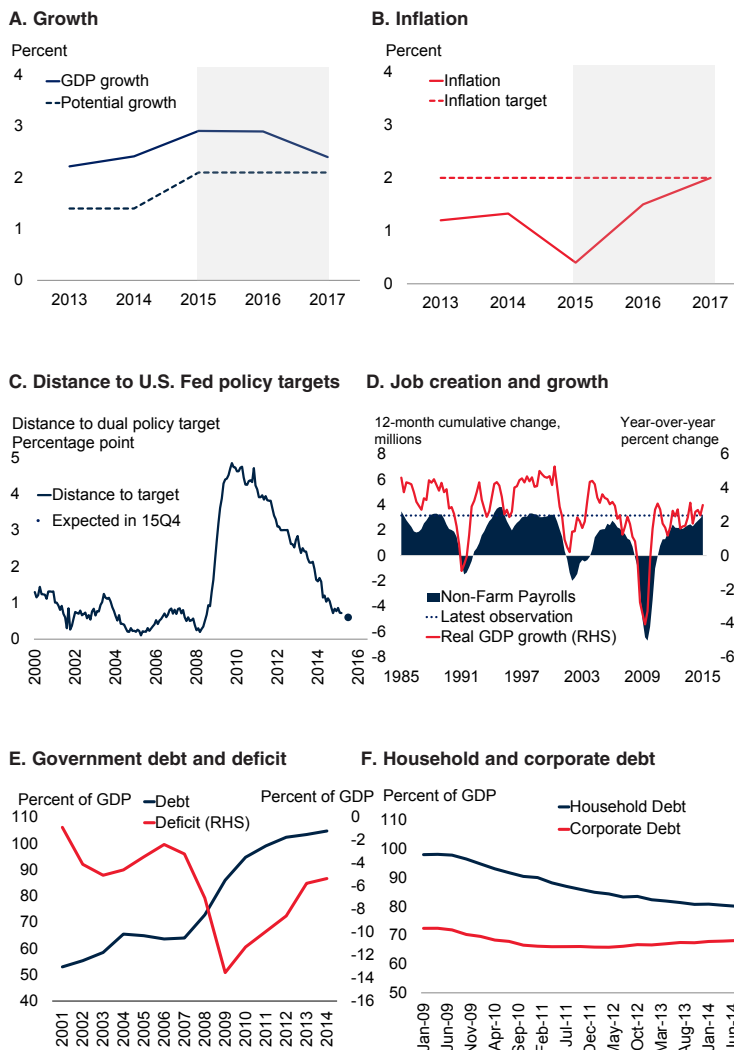 A. Growth
Percent
4
3
2
1
0
GDP growth
Potential growth
2013 2014 2015 2016 2017
B. Inflation
Percent
4
3
2
1
0
Inflation
Inflation target
2013 2014 2015 2016 2017
C. Distance to U.S. Fed policy targets
Distance to dual policy target
Percentage point
5
4
3
2
1
0
Distance to target
Expected in 15Q4
2000 2002 2004 2006 2008 2010 2012 2014 2016
D. Job creation and growth
12-month cumulative change,
millions
Year-over-year
percent change
8
6
4
2
0
-2
-4
-6
-8
6
4
2
0
-2
-4
-6
Non-Farm Payrolls
Latest observation
Real GDP growth (RHS)
1985 1991 1997 2003 2009 2015
E. Government debt and deficit
Percent of GDP
Percent of GDP
Debt
Deficit (RHS)
110
100
90
80
70
60
50
40
0
-2
-4
-6
-8
-10
-12
-14
-16
2001 2002 2003 2004 2005 2006 2007 2008 2009 2010 2011 2012 2013 2014
F. Household and corporate debt
Percent of GDP
Household Debt
Corporate Debt
110
100
90
80
70
60
50
Jan-09 Jun-09 Nov-09 Apr-10 Sep-10 Feb-11 Jul-11 Dec-11 May-12 Oct-12 Mar-13 Aug-13 Jan-14 Jun-14